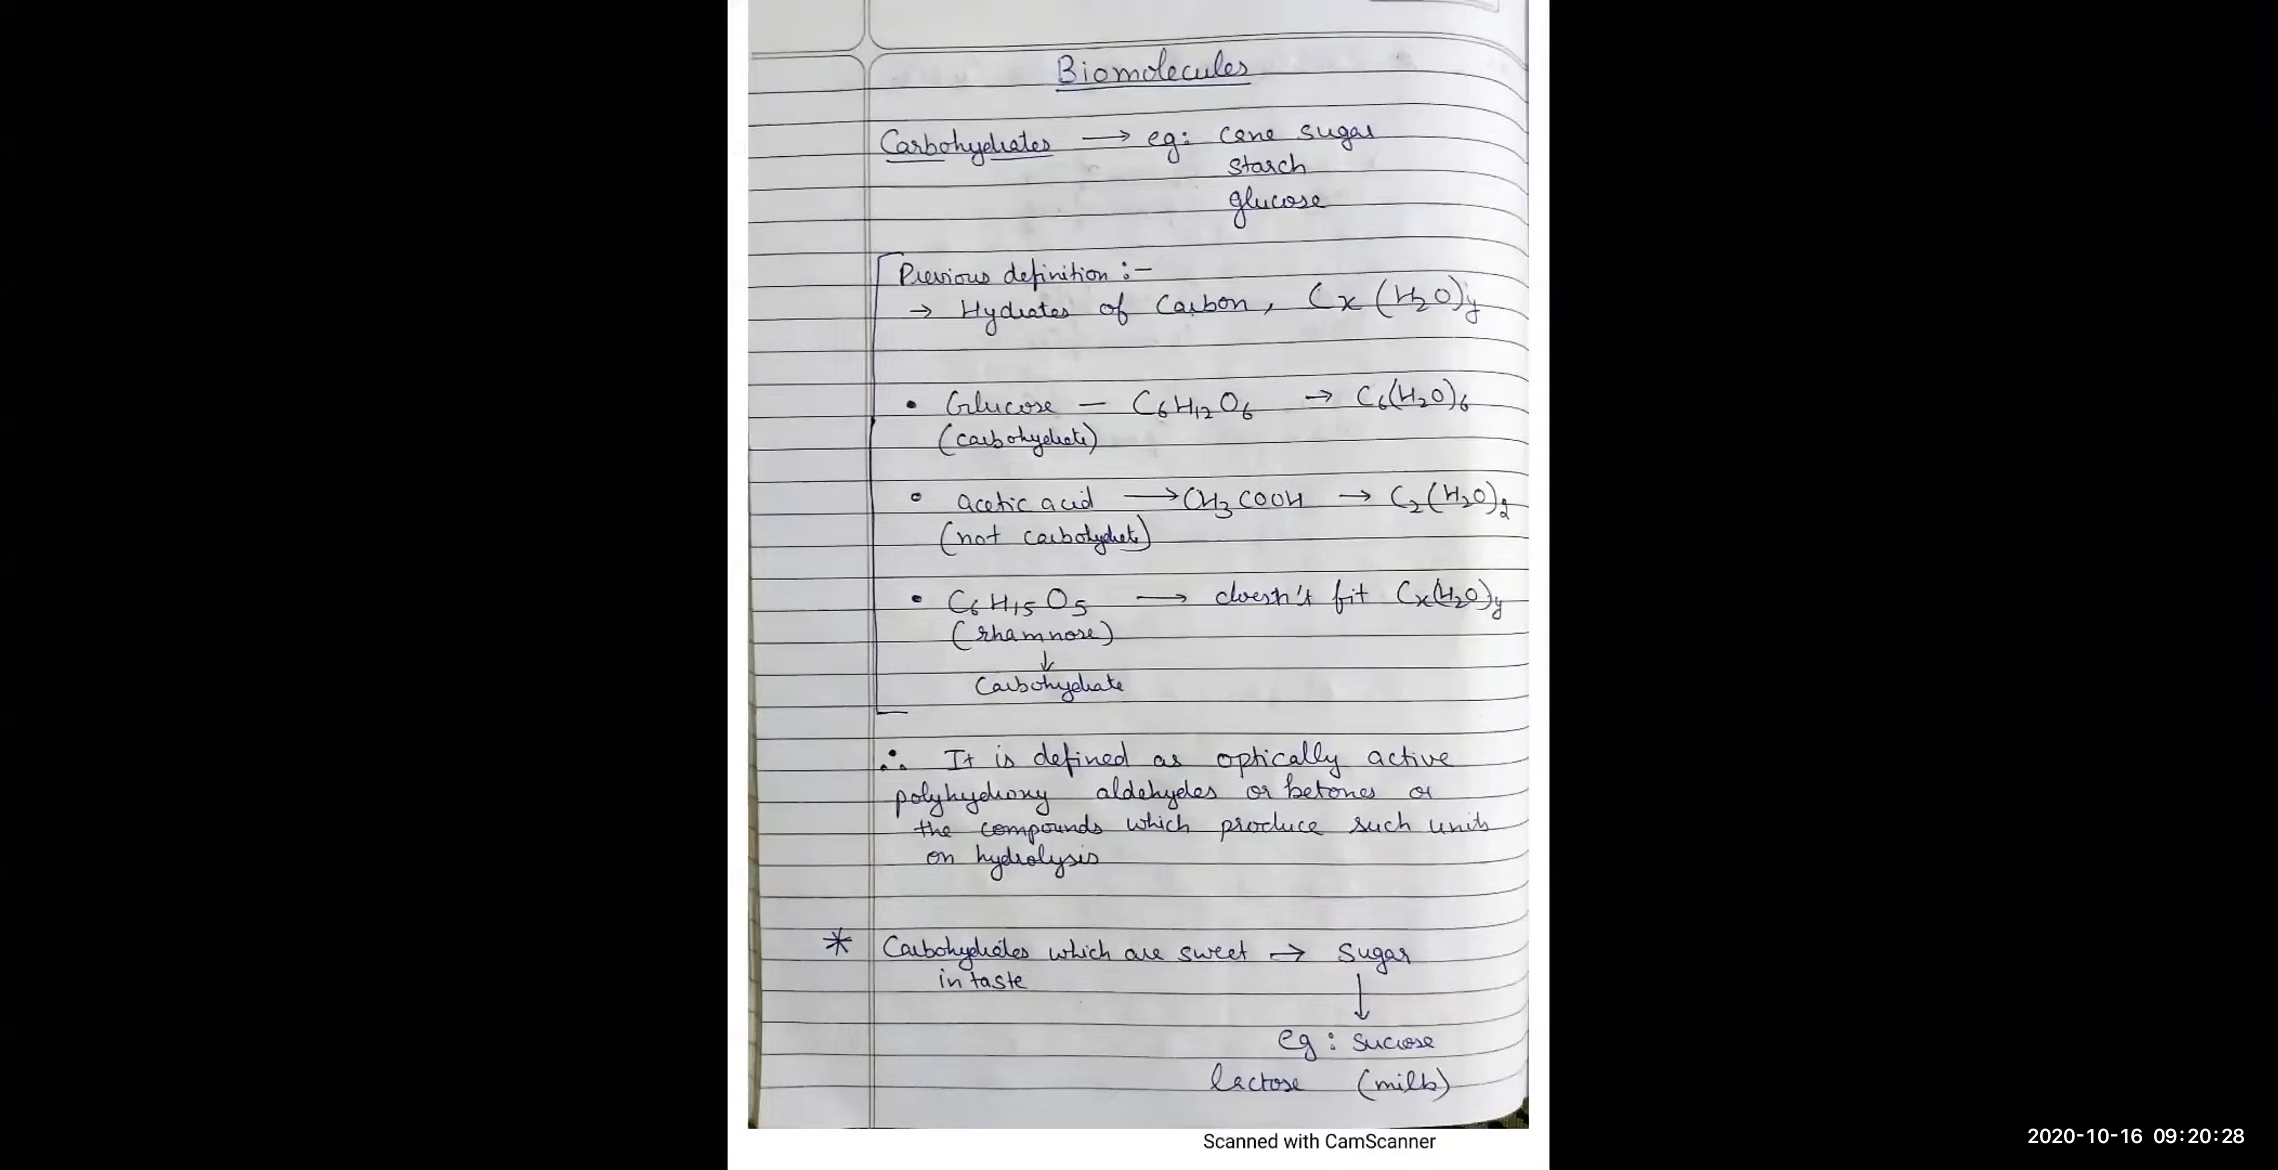 Biomolecules
Carbohydrates → eg: cane sugar
starch
glucose
Previous definition :-
→ Hydrates of Carbon, Cx (H2O)y
• Glucose — C6H12O6 → C6(H2O)6
(carbohydrate)
• acetic acid → CH3COOH → C2(H2O)2
(not carbohydrate)
• C6H15O5 → doesn't fit Cx(H2O)y
(rhamnose)
↓
Carbohydrate
∴ It is defined as optically active
polyhydroxy aldehydes or ketones or
the compounds which produce such units
on hydrolysis
* Carbohydrates which are sweet → Sugar
in taste
↓
eg : sucrose
lactose (milk)
Scanned with CamScanner
2020-10-16 09:20:28